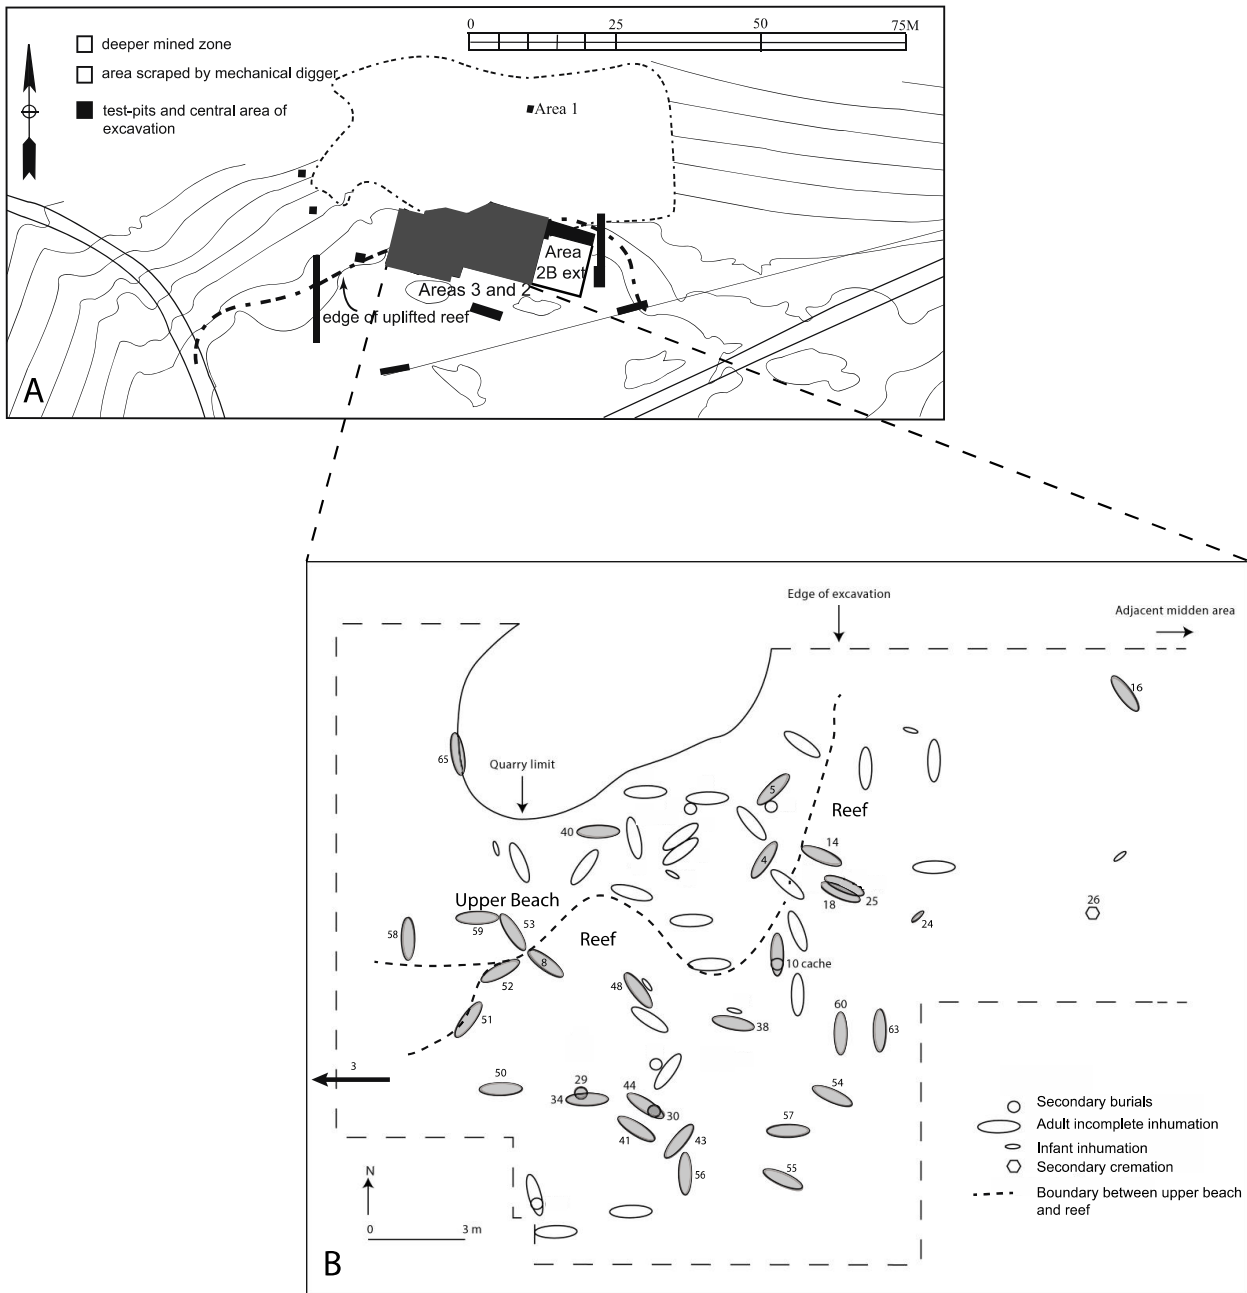 0
25
50
75M
deeper mined zone
area scraped by mechanical digger
test-pits and central area of
excavation
Area 1
Area
2B ext
Areas 3 and 2
edge of uplifted reef
A
Edge of excavation
Adjacent midden area
16
65
Quarry limit
5
Reef
40
14
4
Upper Beach
18
25
26
24
53
59
58
Reef
8
10 cache
52
48
60
51
38
63
3
50
29
44
54
34
30
57
41
43
56
55
Secondary burials
Adult incomplete inhumation
Infant inhumation
Secondary cremation
Boundary between upper beach
and reef
N
0
3 m
B